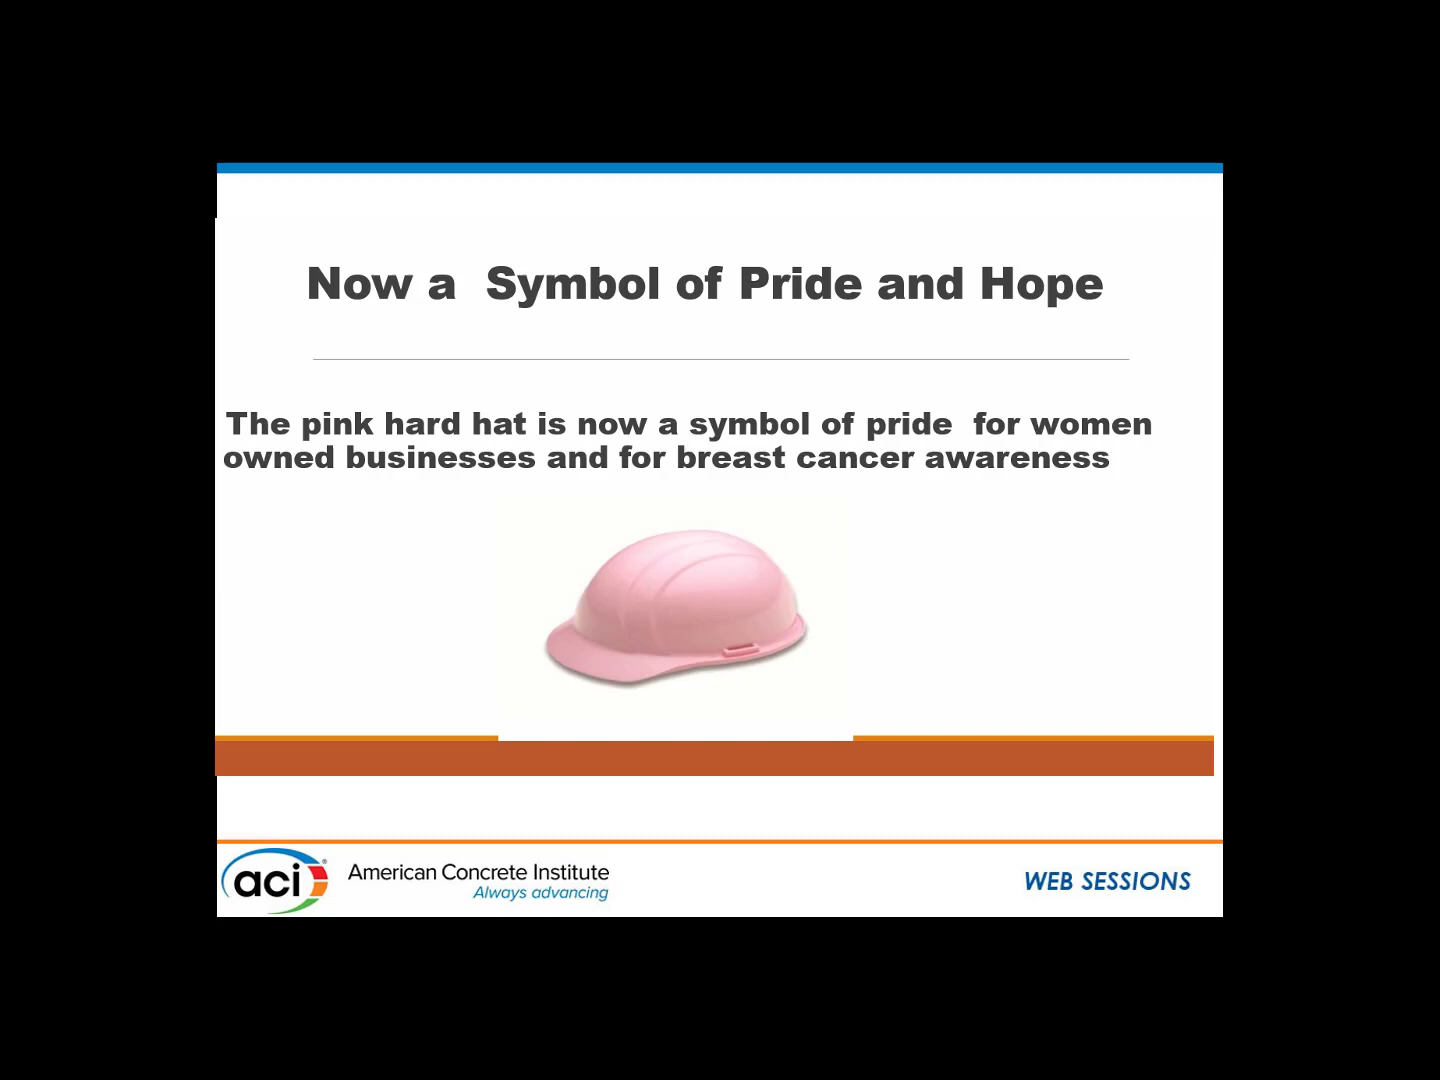 Now a  Symbol of Pride and Hope
The pink hard hat is now a symbol of pride  for women
owned businesses and for breast cancer awareness
aci®
American Concrete Institute
Always advancing
WEB SESSIONS